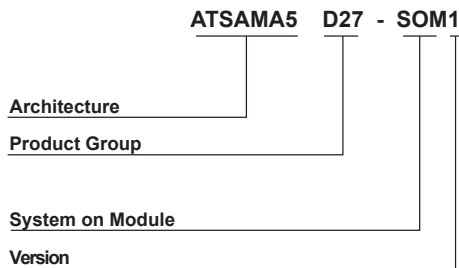 ATSAMA5 D27 - SOM1
Architecture
Product Group
System on Module
Version